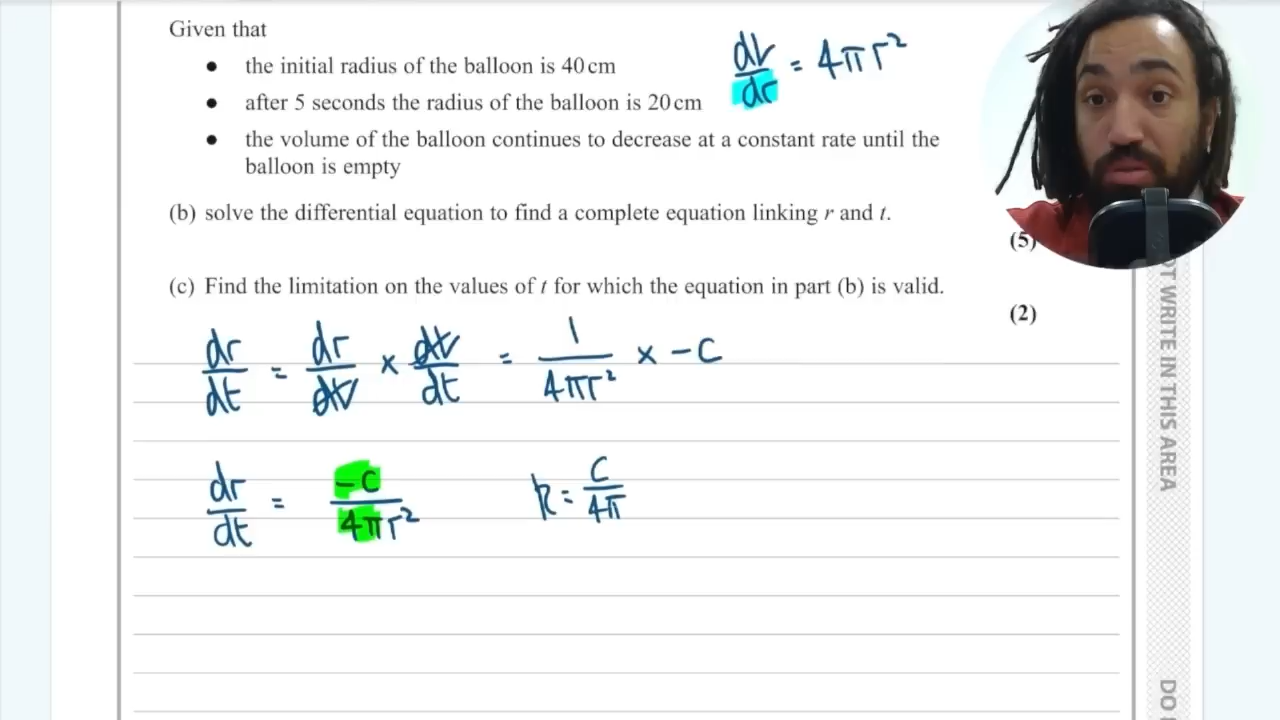 Given that
• the initial radius of the balloon is 40 cm
• after 5 seconds the radius of the balloon is 20 cm
• the volume of the balloon continues to decrease at a constant rate until the
balloon is empty
dV/dr = 4πr²
(b) solve the differential equation to find a complete equation linking r and t.
(5)
(c) Find the limitation on the values of t for which the equation in part (b) is valid.
(2)
dr/dt = dr/dV × dV/dt = 1/4πr² × -C
dr/dt = -C/4πr² k = C/4π
OT WRITE IN THIS AREA
DO